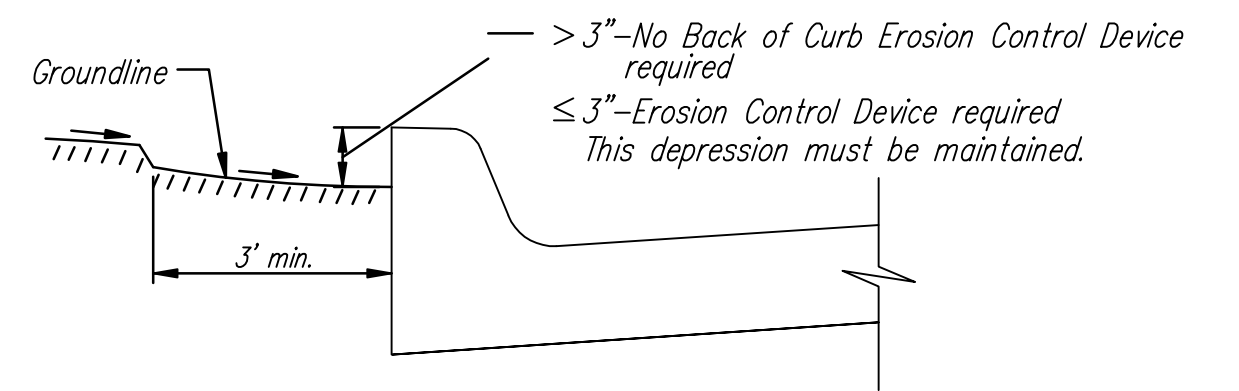 > 3"-No Back of Curb Erosion Control Device
required
Groundline
≤ 3"-Erosion Control Device required
This depression must be maintained.
3' min.